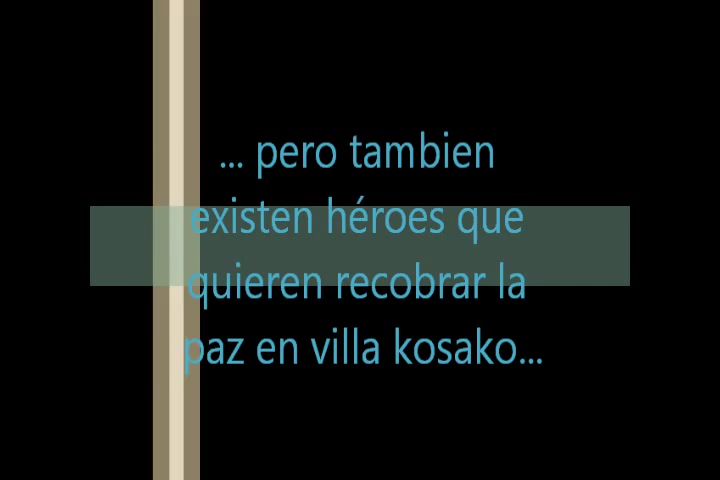 ... pero tambien
existen héroes que
quieren recobrar la
paz en villa kosako...